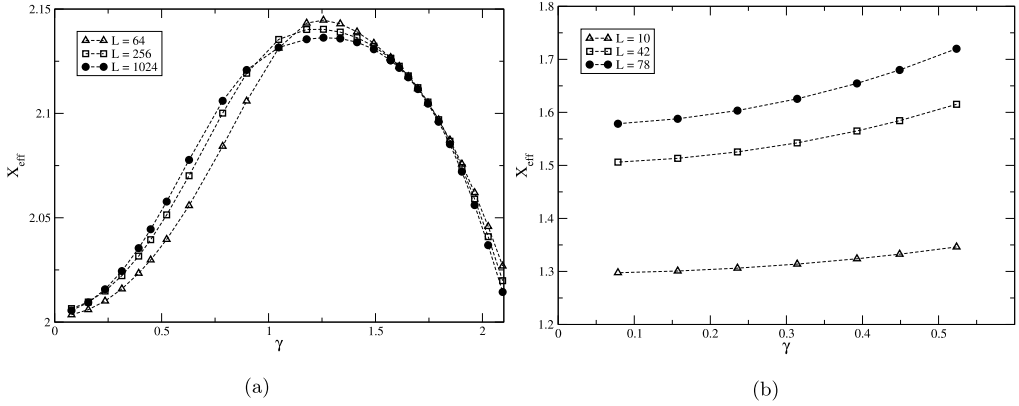 2.15
2.1
2.05
2
X_eff
L = 64
L = 256
L = 1024
0 0.5 1 1.5 2
γ
(a)
1.8
1.7
1.6
1.5
1.4
1.3
1.2
X_eff
L = 10
L = 42
L = 78
0 0.1 0.2 0.3 0.4 0.5
γ
(b)